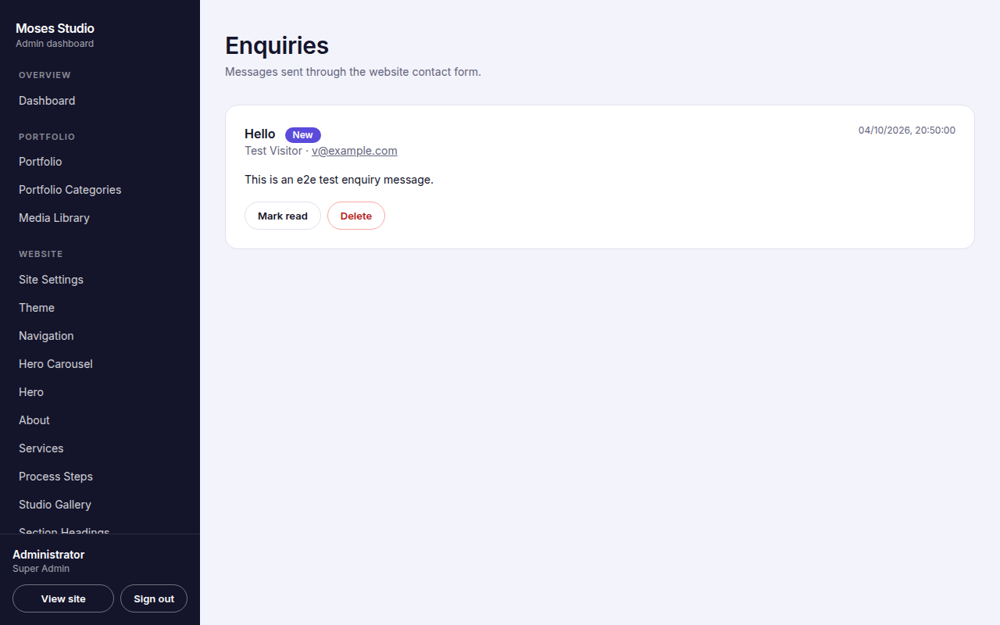 Moses Studio
Admin dashboard
OVERVIEW
Dashboard
PORTFOLIO
Portfolio
Portfolio Categories
Media Library
WEBSITE
Site Settings
Theme
Navigation
Hero Carousel
Hero
About
Services
Process Steps
Studio Gallery
Section Headings
Administrator
Super Admin
View site
Sign out
Enquiries
Messages sent through the website contact form.
Hello New
04/10/2026, 20:50:00
Test Visitor · v@example.com
This is an e2e test enquiry message.
Mark read
Delete